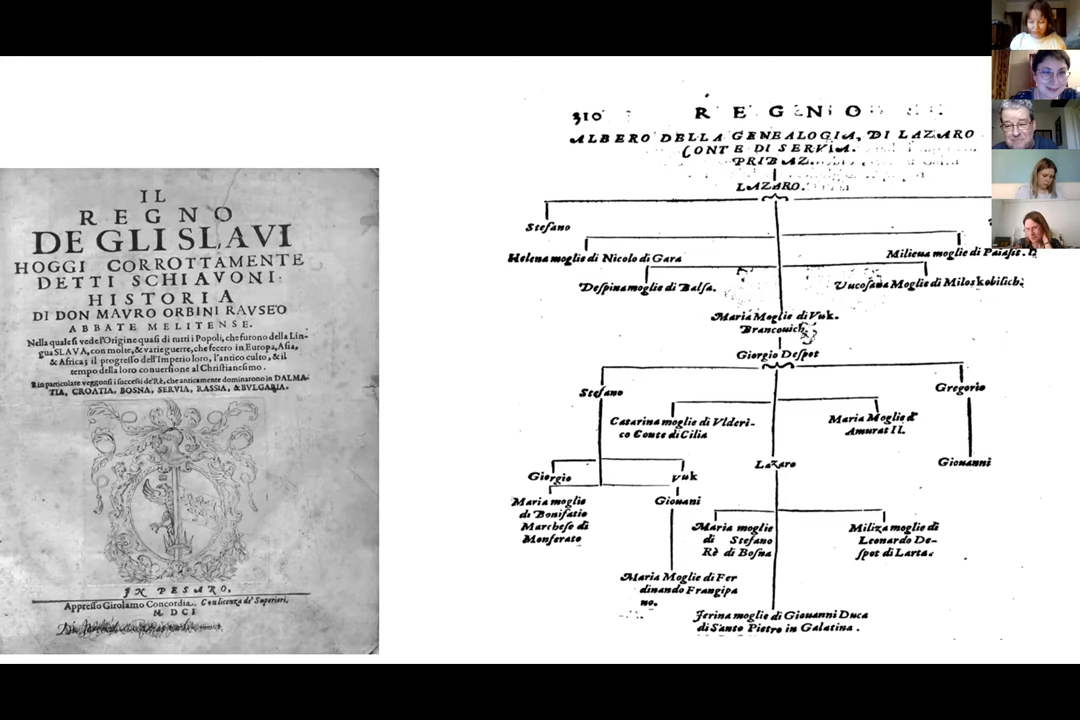 IL
REGNO
DE GLI SLAVI
HOGGI CORROTTAMENTE
DETTI SCHIAVONI.
HISTORIA
DI DON MAVRO ORBINI RAVSEO
ABBATE MELITENSE.
Nella quale si vede l'Origine quasi di tutti i Popoli, che furono della Lin-
gua SLAVA, con molte, & varie guerre, che fecero in Europa, Asia,
& Africa; il progresso dell'Imperio loro, l'antico culto, & il
tempo della loro conuersione al Christianesimo.
E in particolare veggonsi i successi de'Rè, che anticamente dominarono in DALMA-
TIA, CROATIA, BOSNA, SERVIA, RASSIA, & BVLGARIA.
IN PESARO,
Appresso Girolamo Concordia. Con licenza de' Superiori.
M. DCI
310
REGNO
ALBERO DELLA GENEALOGIA, DI LAZARO
CONTE DI SERVIA.
PRIBAZ.
LAZARO.
Stefano
Helena moglie di Nicolo di Gara
Milieua moglie di Paiasit.
Despina moglie di Balsa.
Vucosaua Moglie di Milos kobilich.
Maria Moglie di Vuk.
Brancouich.
Giorgio Despot
Stefano
Gregorio
Catarina moglie di Vlderi-
co Conte di Cilia
Maria Moglie d'
Amurat II.
Lazaro
Giouanni
Giorgio
Vuk
Maria moglie
di Bonifatio
Marchese di
Monferato
Giouani
Maria moglie
di Stefano
Rè di Bosna
Miliza moglie di
Leonardo De-
spot di Larta.
Maria Moglie di Fer
dinando Frangipa
no.
Jerina moglie di Giouanni Duca
di Santo Pietro in Galatina.